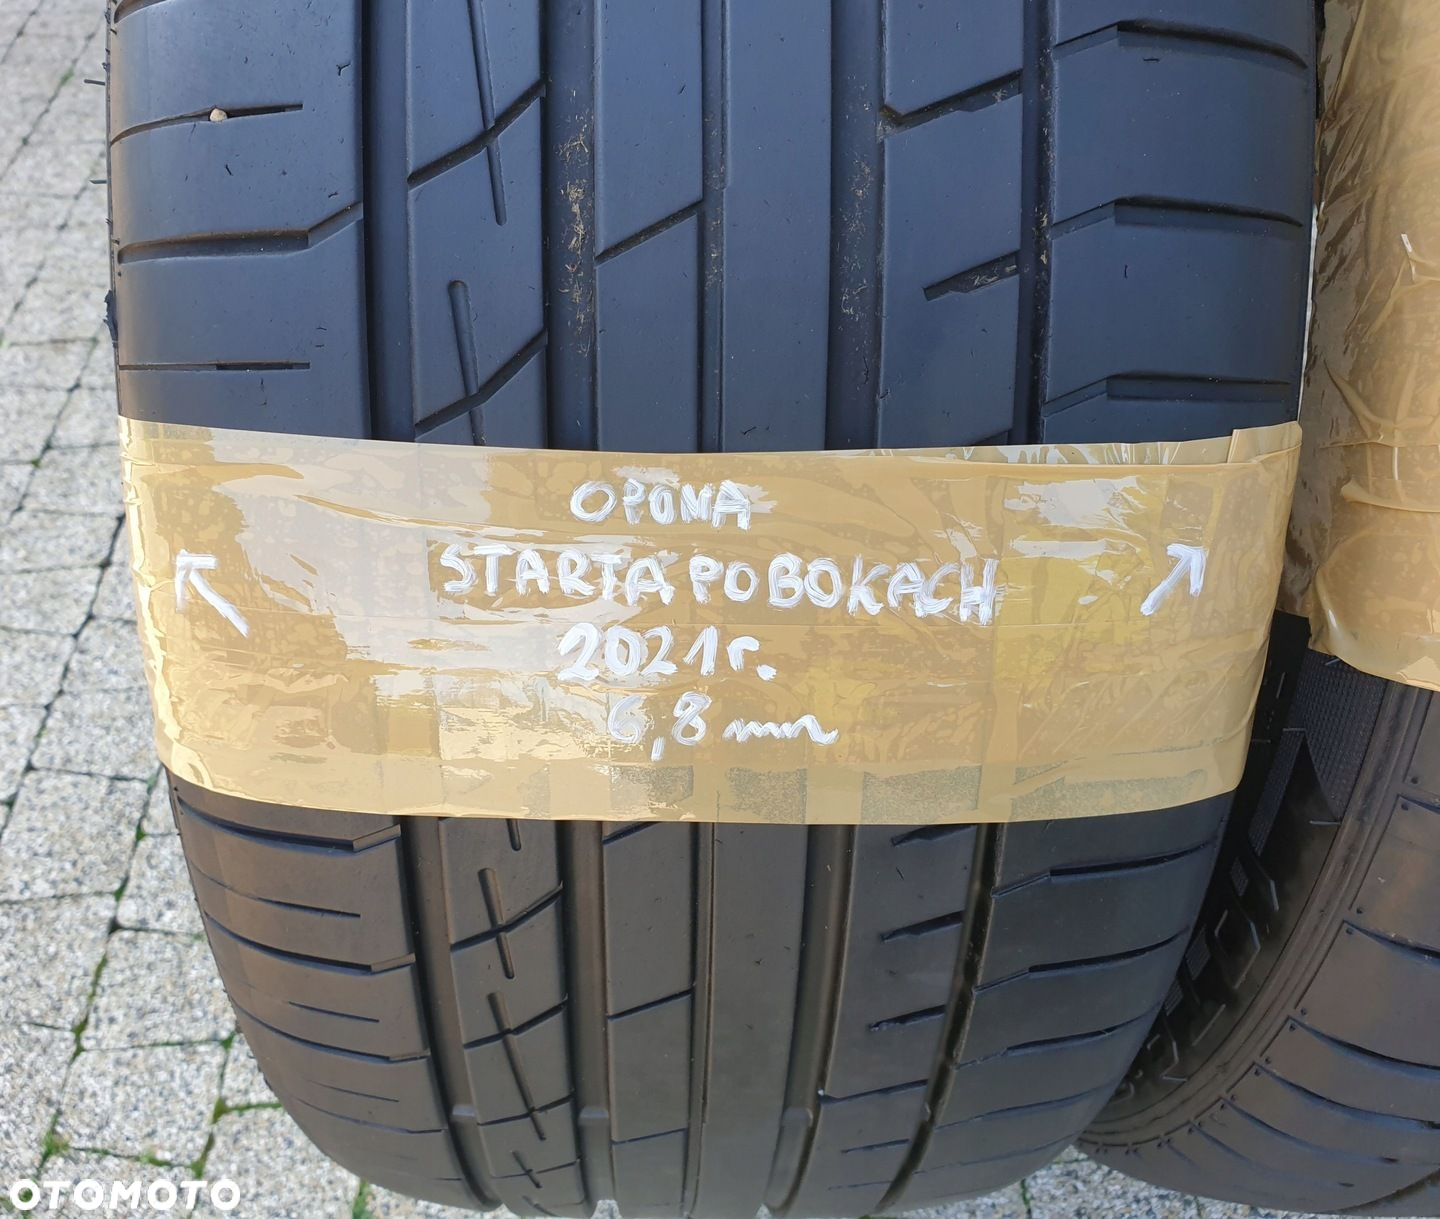 OPONA
STARTA PO BOKACH
2021r.
6,8 mm
OTOMOTO